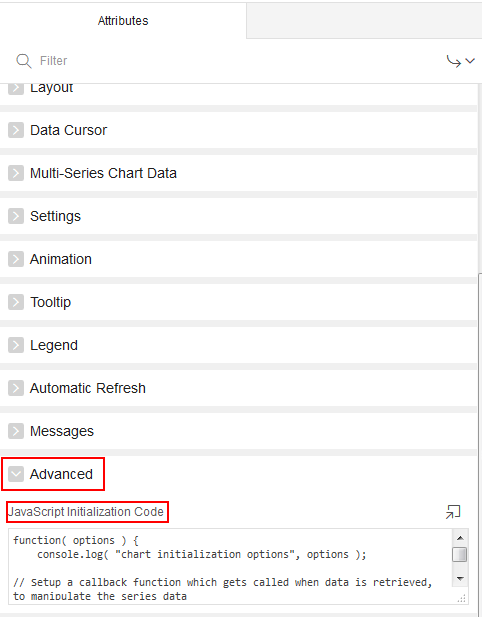 Attributes
Filter
Layout
Data Cursor
Multi-Series Chart Data
Settings
Animation
Tooltip
Legend
Automatic Refresh
Messages
Advanced
JavaScript Initialization Code
function( options ) {
    console.log( "chart initialization options", options );
// Setup a callback function which gets called when data is retrieved,
to manipulate the series data